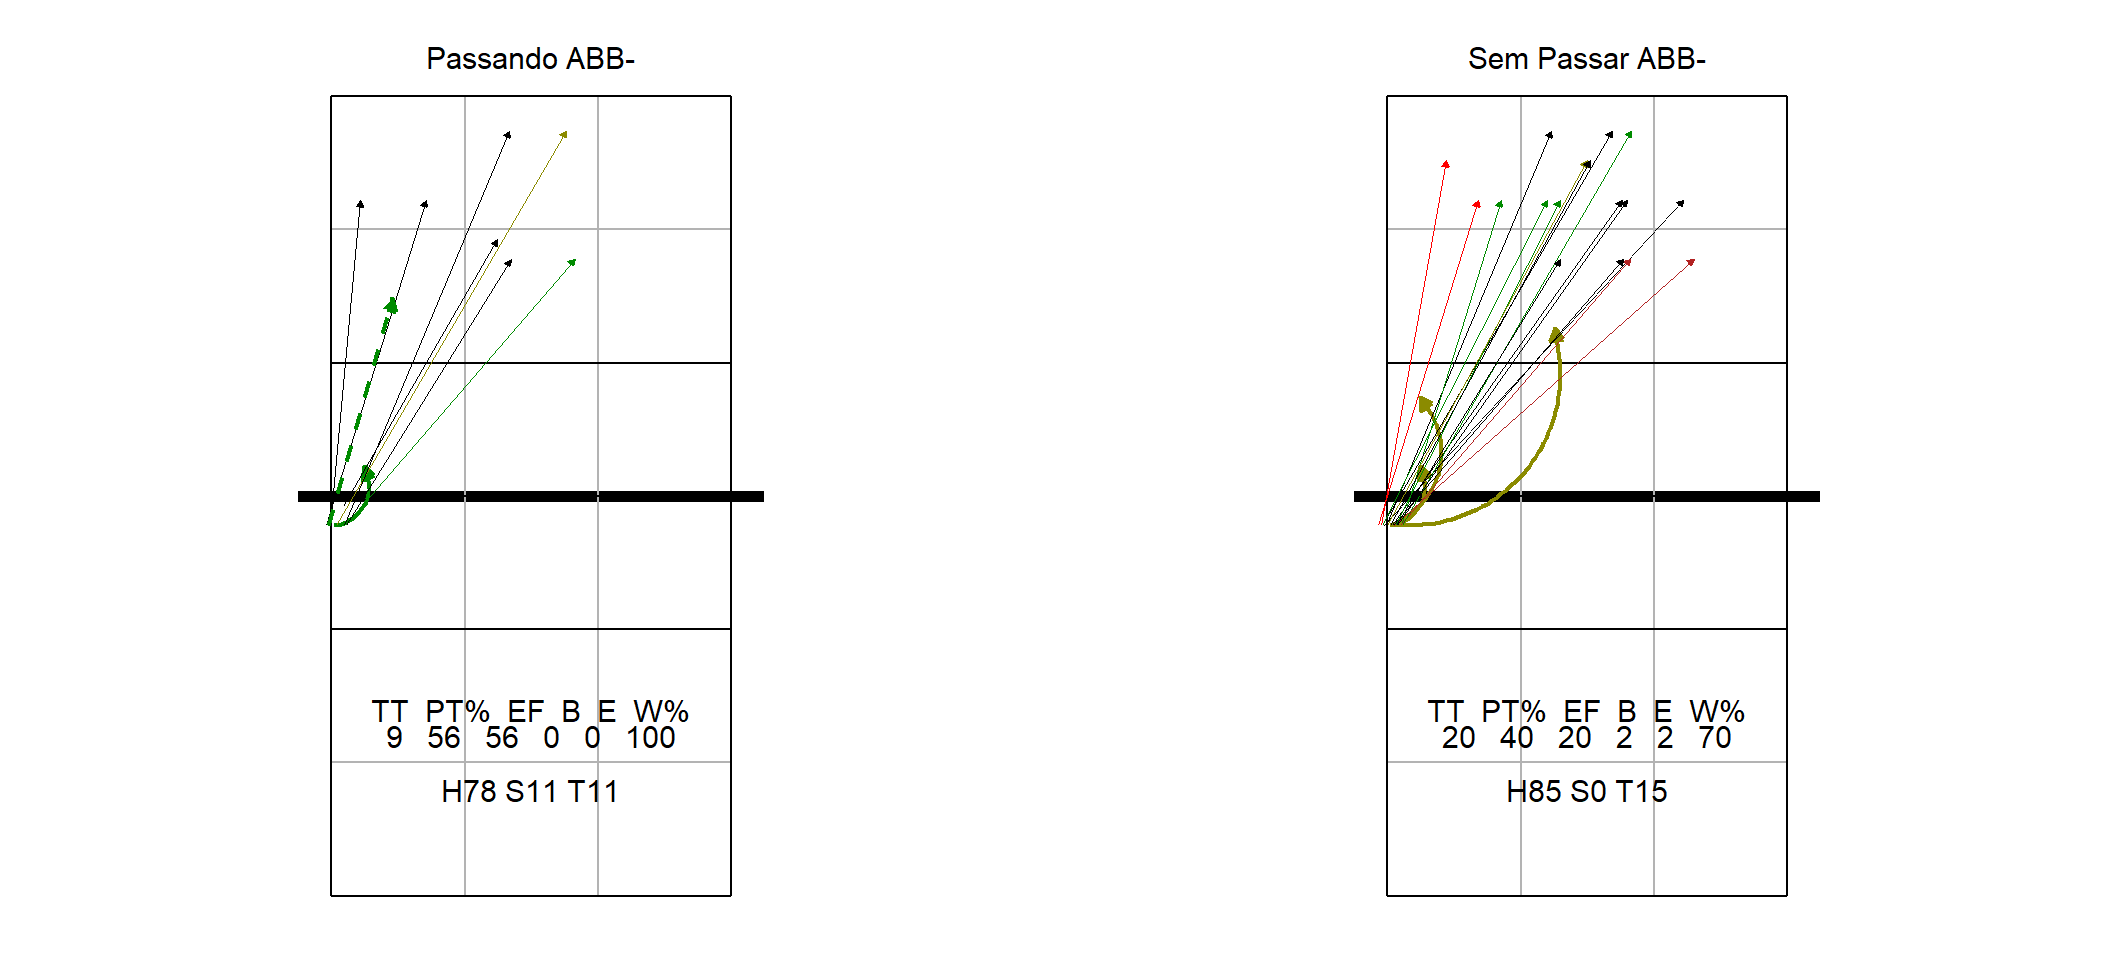 Passando ABB-
TT PT% EF B E W%
9 56 56 0 0 100
H78 S11 T11
Sem Passar ABB-
TT PT% EF B E W%
20 40 20 2 2 70
H85 S0 T15